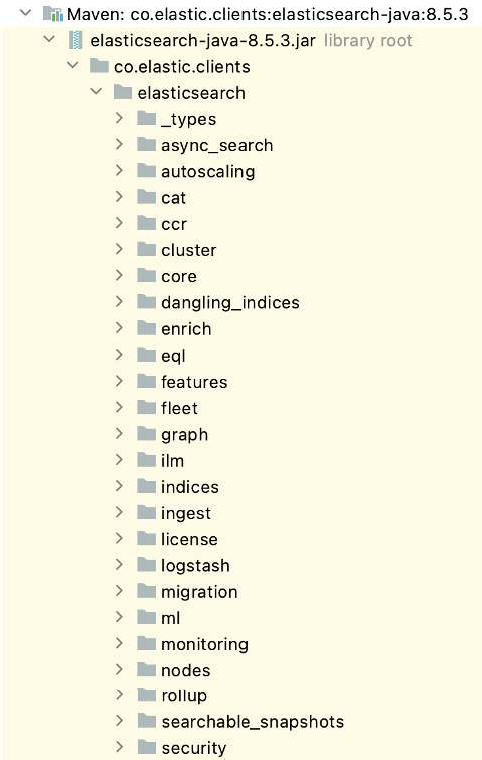 Maven: co.elastic.clients:elasticsearch-java:8.5.3
elasticsearch-java-8.5.3.jar library root
co.elastic.clients
elasticsearch
_types
async_search
autoscaling
cat
ccr
cluster
core
dangling_indices
enrich
eql
features
fleet
graph
ilm
indices
ingest
license
logstash
migration
ml
monitoring
nodes
rollup
searchable_snapshots
security